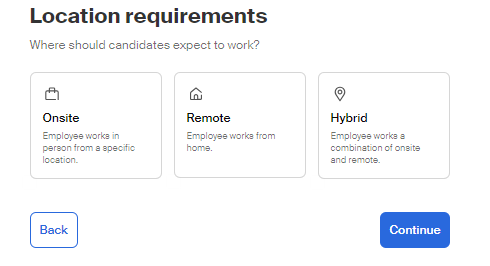 Location requirements
Where should candidates expect to work?
Onsite
Employee works in
person from a specific
location.
Remote
Employee works from
home.
Hybrid
Employee works a
combination of onsite
and remote.
Back
Continue